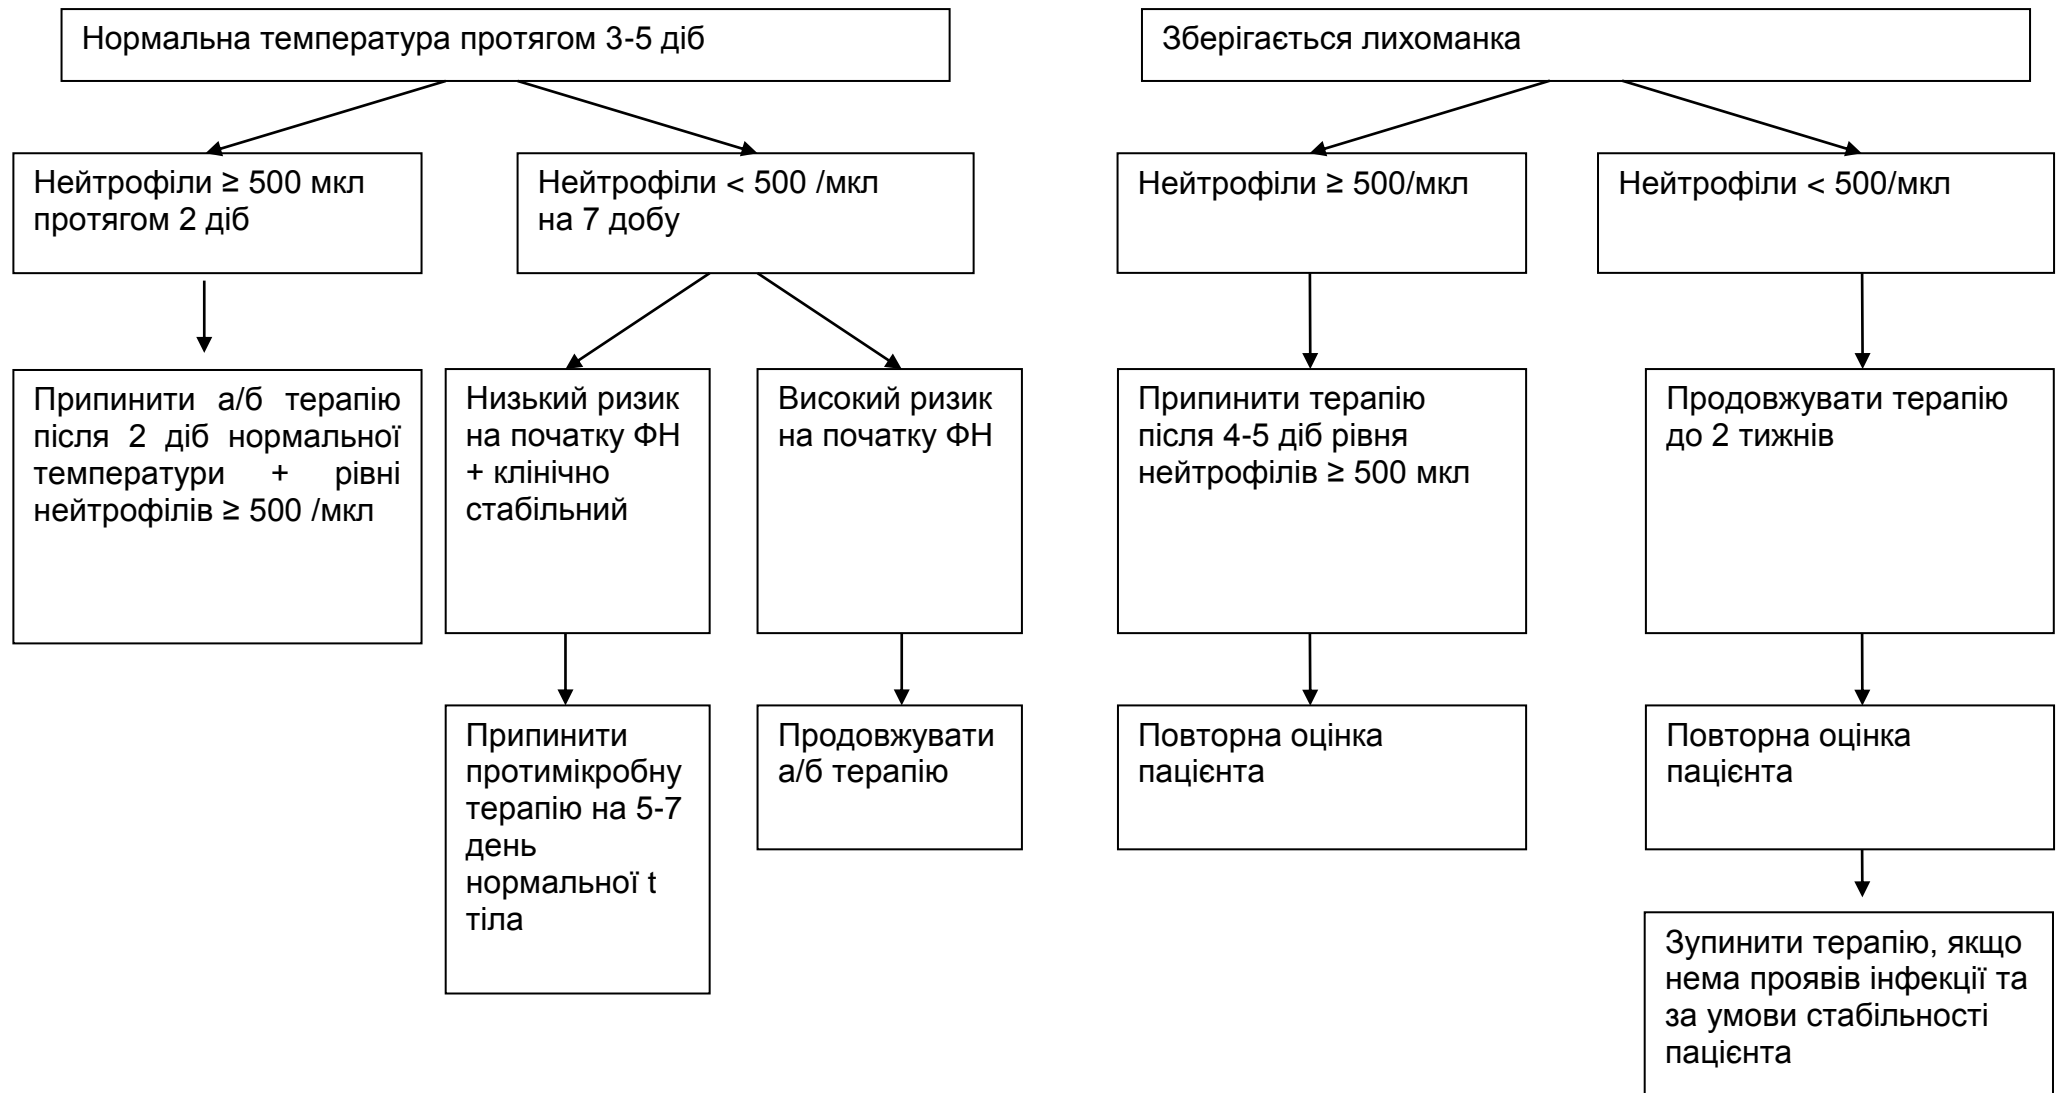 Нормальна температура протягом 3-5 діб
Зберігається лихоманка
Нейтрофіли ≥ 500 мкл
протягом 2 діб
Нейтрофіли < 500 /мкл
на 7 добу
Нейтрофіли ≥ 500/мкл
Нейтрофіли < 500/мкл
Припинити а/б терапію
після 2 діб нормальної
температури + рівні
нейтрофілів ≥ 500 /мкл
Низький ризик
на початку ФН
+ клінічно
стабільний
Високий ризик
на початку ФН
Припинити терапію
після 4-5 діб рівня
нейтрофілів ≥ 500 мкл
Продовжувати терапію
до 2 тижнів
Припинити
протимікробну
терапію на 5-7
день
нормальної t
тіла
Продовжувати
а/б терапію
Повторна оцінка
пацієнта
Повторна оцінка
пацієнта
Зупинити терапію, якщо
нема проявів інфекції та
за умови стабільності
пацієнта